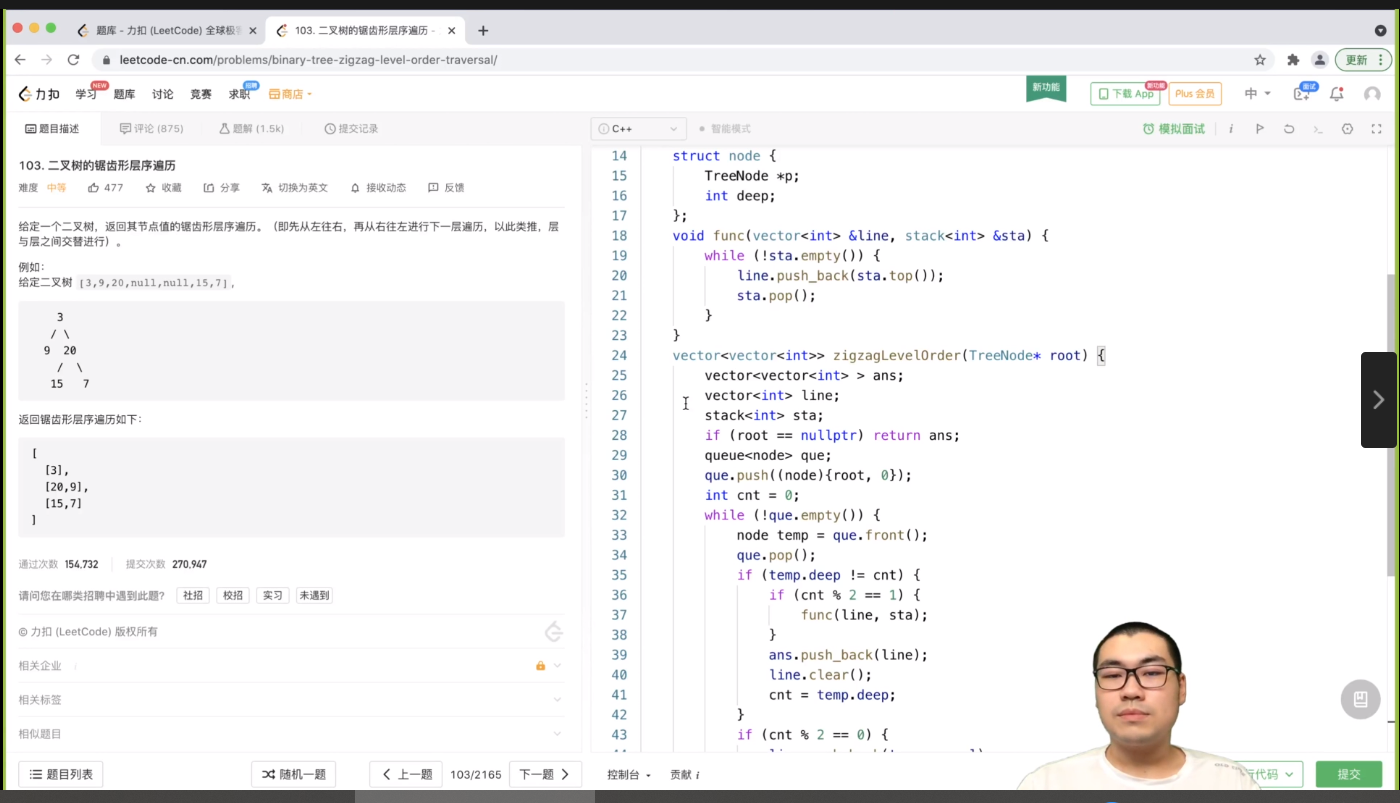 题库 - 力扣 (LeetCode) 全球极
103. 二叉树的锯齿形层序遍历 -
leetcode-cn.com/problems/binary-tree-zigzag-level-order-traversal/
更新
力扣
学习
NEW
题库
讨论
竞赛
求职
招聘
商店
新功能
下载 App
新功能
Plus 会员
中
面试
题目描述
评论 (875)
题解 (1.5k)
提交记录
C++
智能模式
模拟面试
103. 二叉树的锯齿形层序遍历
难度 中等 477 收藏 分享 切换为英文 接收动态 反馈
给定一个二叉树，返回其节点值的锯齿形层序遍历。（即先从左往右，再从右往左进行下一层遍历，以此类推，层
与层之间交替进行）。
例如：
给定二叉树 [3,9,20,null,null,15,7],
3
/ \
9 20
/ \
15 7
返回锯齿形层序遍历如下：
[
[3],
[20,9],
[15,7]
]
通过次数 154,732 提交次数 270,947
请问您在哪类招聘中遇到此题? 社招 校招 实习 未遇到
© 力扣 (LeetCode) 版权所有
相关企业
相关标签
相似题目
题目列表
随机一题
上一题
103/2165
下一题
14 struct node {
15 TreeNode *p;
16 int deep;
17 };
18 void func(vector<int> &line, stack<int> &sta) {
19 while (!sta.empty()) {
20 line.push_back(sta.top());
21 sta.pop();
22 }
23 }
24 vector<vector<int>> zigzagLevelOrder(TreeNode* root) {
25 vector<vector<int> > ans;
26 vector<int> line;
27 stack<int> sta;
28 if (root == nullptr) return ans;
29 queue<node> que;
30 que.push((node){root, 0});
31 int cnt = 0;
32 while (!que.empty()) {
33 node temp = que.front();
34 que.pop();
35 if (temp.deep != cnt) {
36 if (cnt % 2 == 1) {
37 func(line, sta);
38 }
39 ans.push_back(line);
40 line.clear();
41 cnt = temp.deep;
42 }
43 if (cnt % 2 == 0) {
控制台
贡献 i
行代码
提交